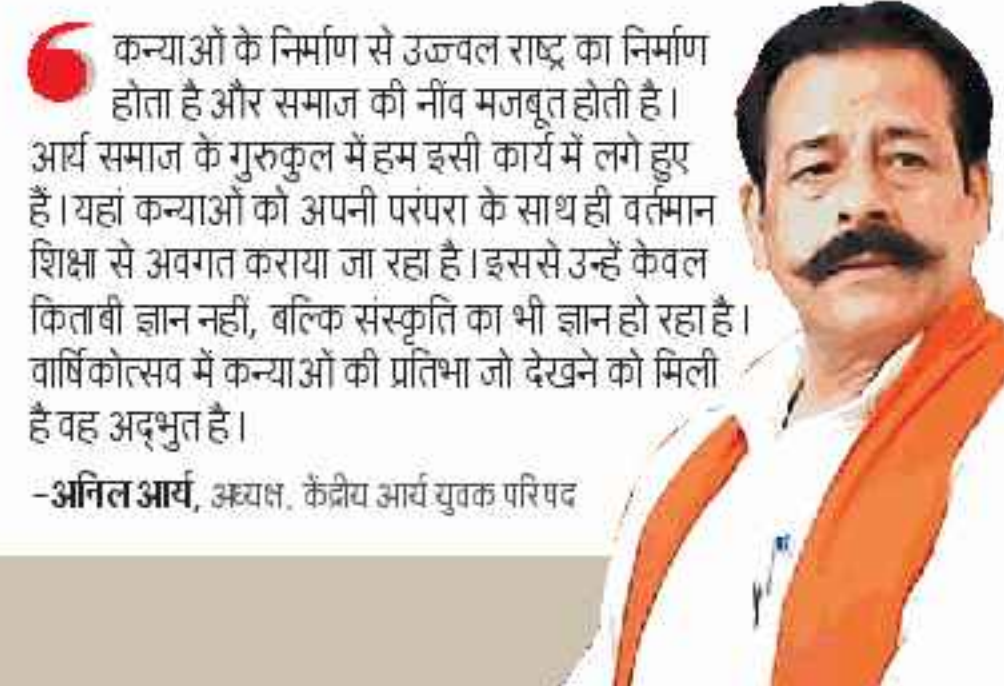 कन्याओं के निर्माण से उज्ज्वल राष्ट्र का निर्माण
होता है और समाज की नींव मजबूत होती है।
आर्य समाज के गुरुकुल में हम इसी कार्य में लगे हुए
हैं। यहां कन्याओं को अपनी परंपरा के साथ ही वर्तमान
शिक्षा से अवगत कराया जा रहा है। इससे उन्हें केवल
किताबी ज्ञान नहीं, बल्कि संस्कृति का भी ज्ञान हो रहा है।
वार्षिकोत्सव में कन्याओं की प्रतिभा जो देखने को मिली
है वह अद्भुत है।
-अनिल आर्य, अध्यक्ष, केंद्रीय आर्य युवक परिषद